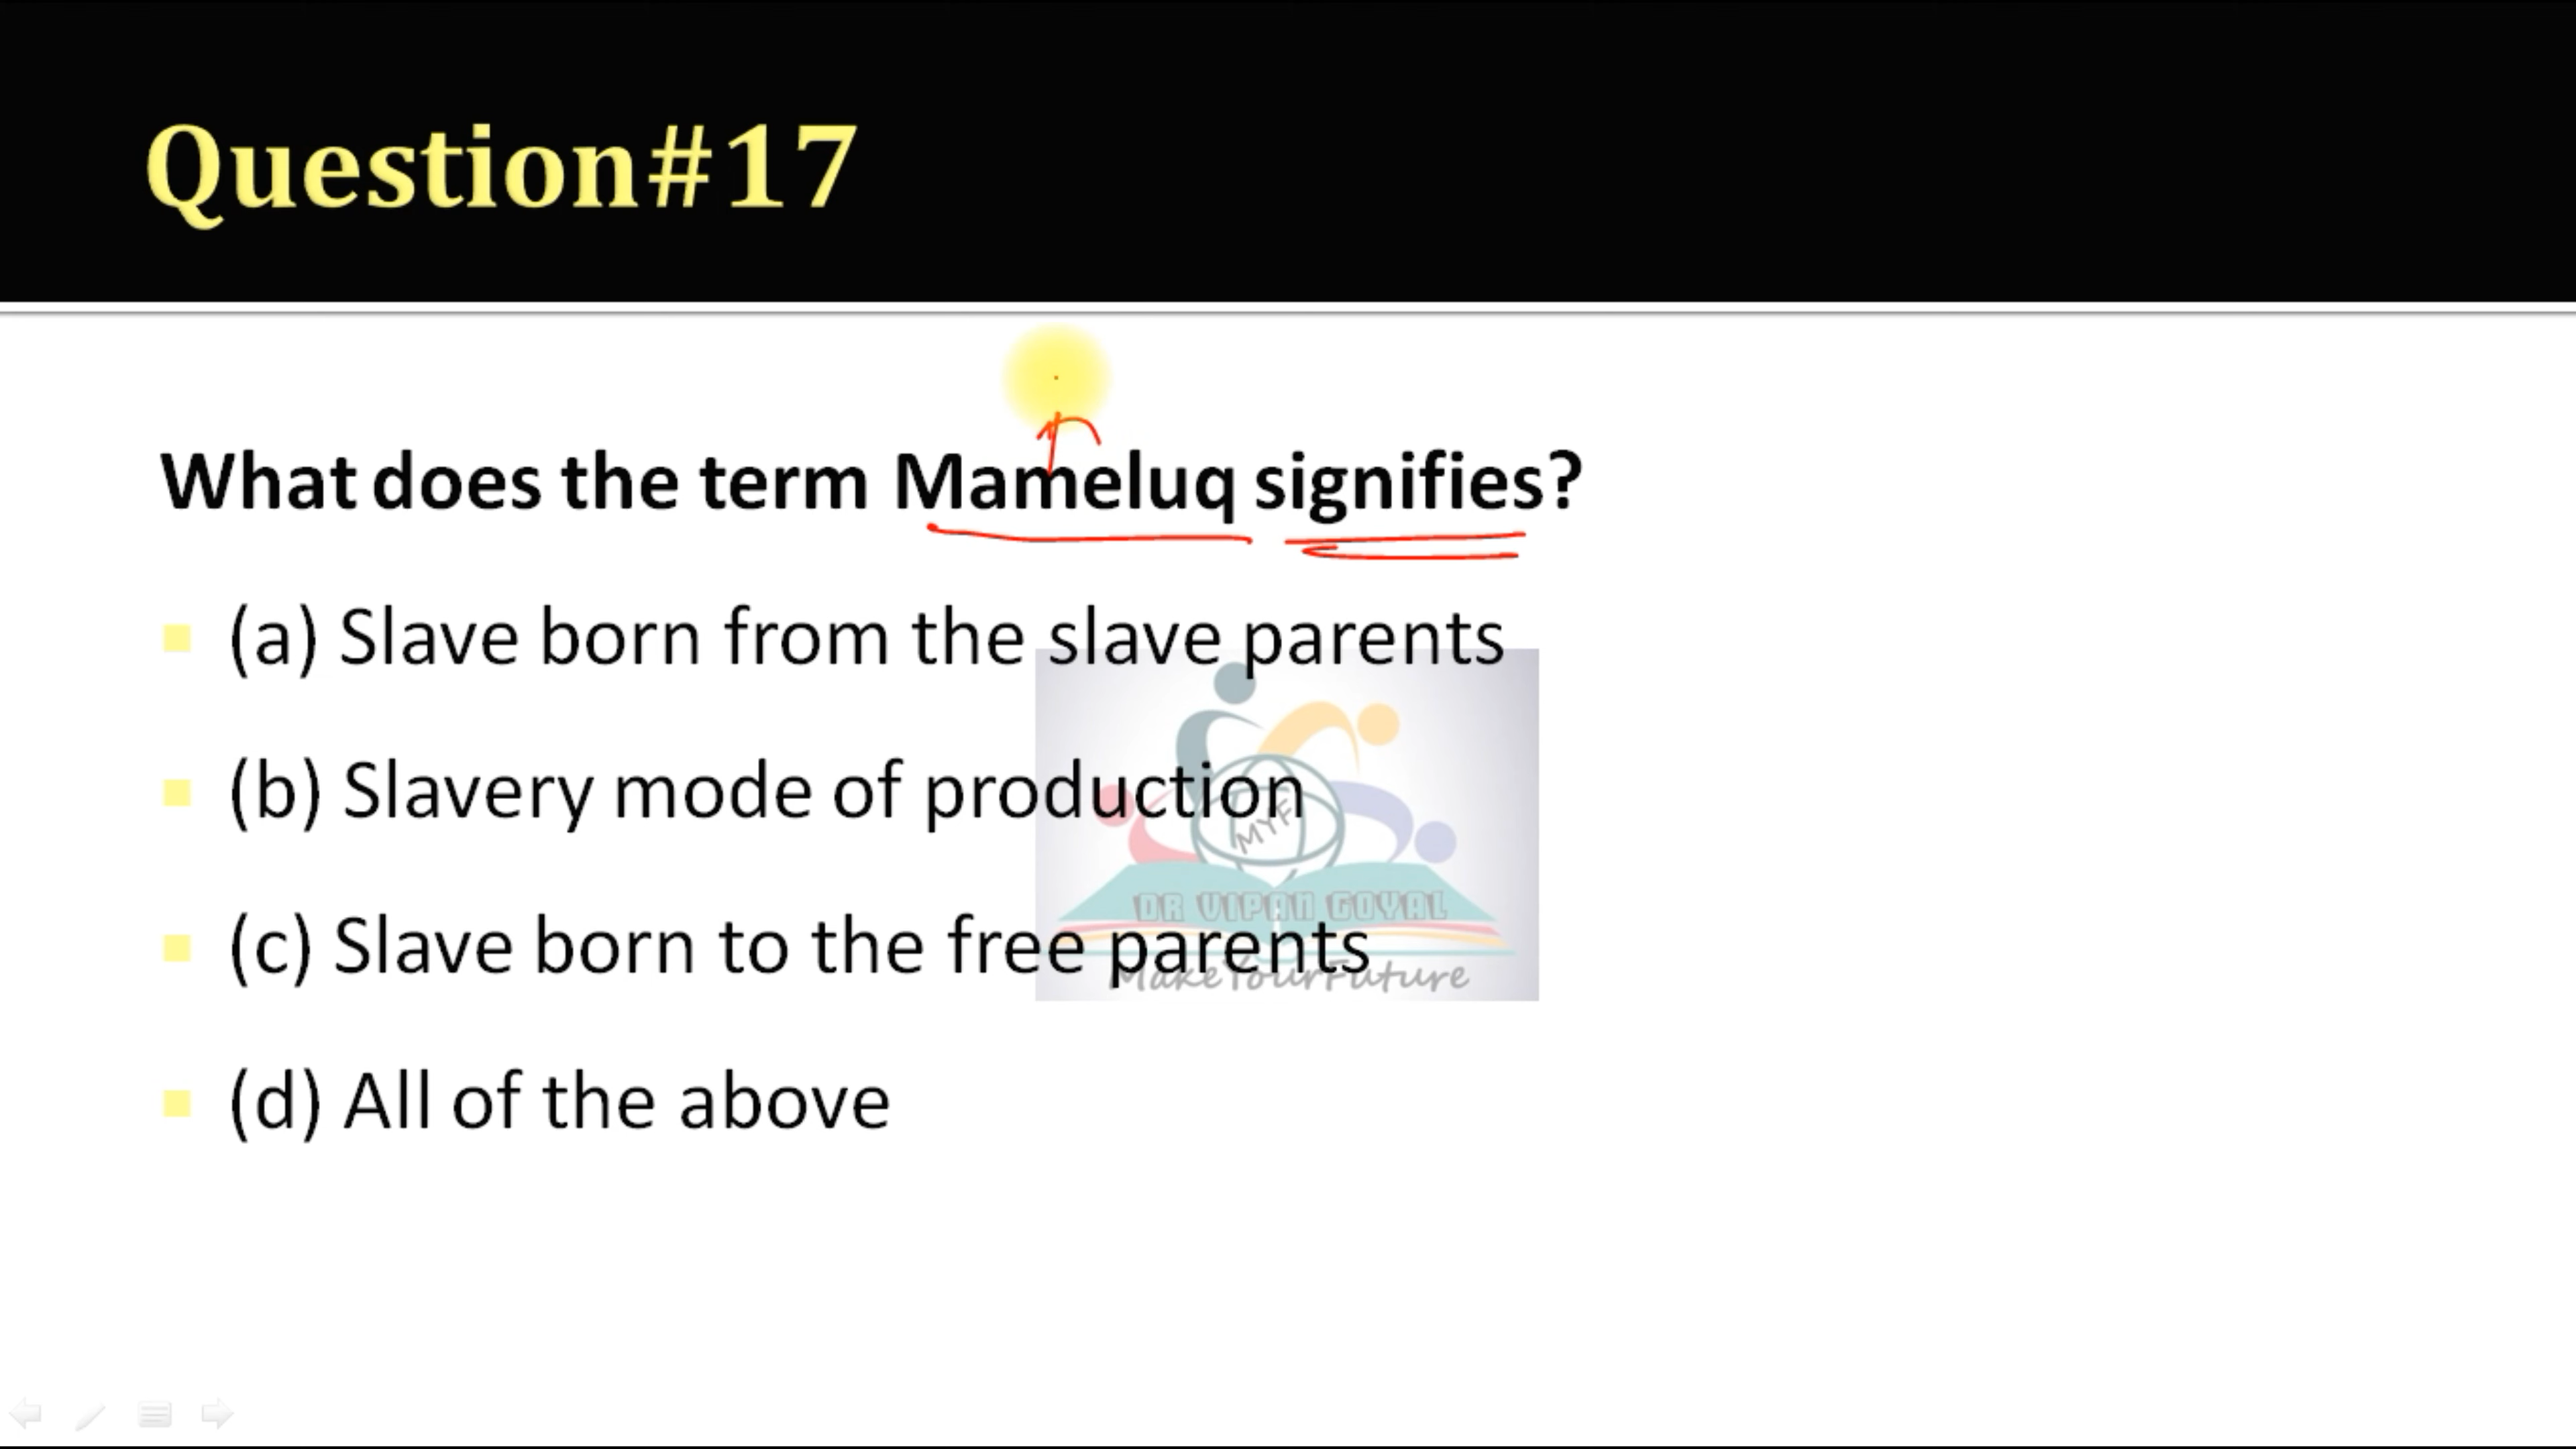 Question#17
What does the term Mameluq signifies?
(a) Slave born from the slave parents
(b) Slavery mode of production
MYF
DR VIPAN GOYAL
(c) Slave born to the free parents
MakeYourFuture
(d) All of the above